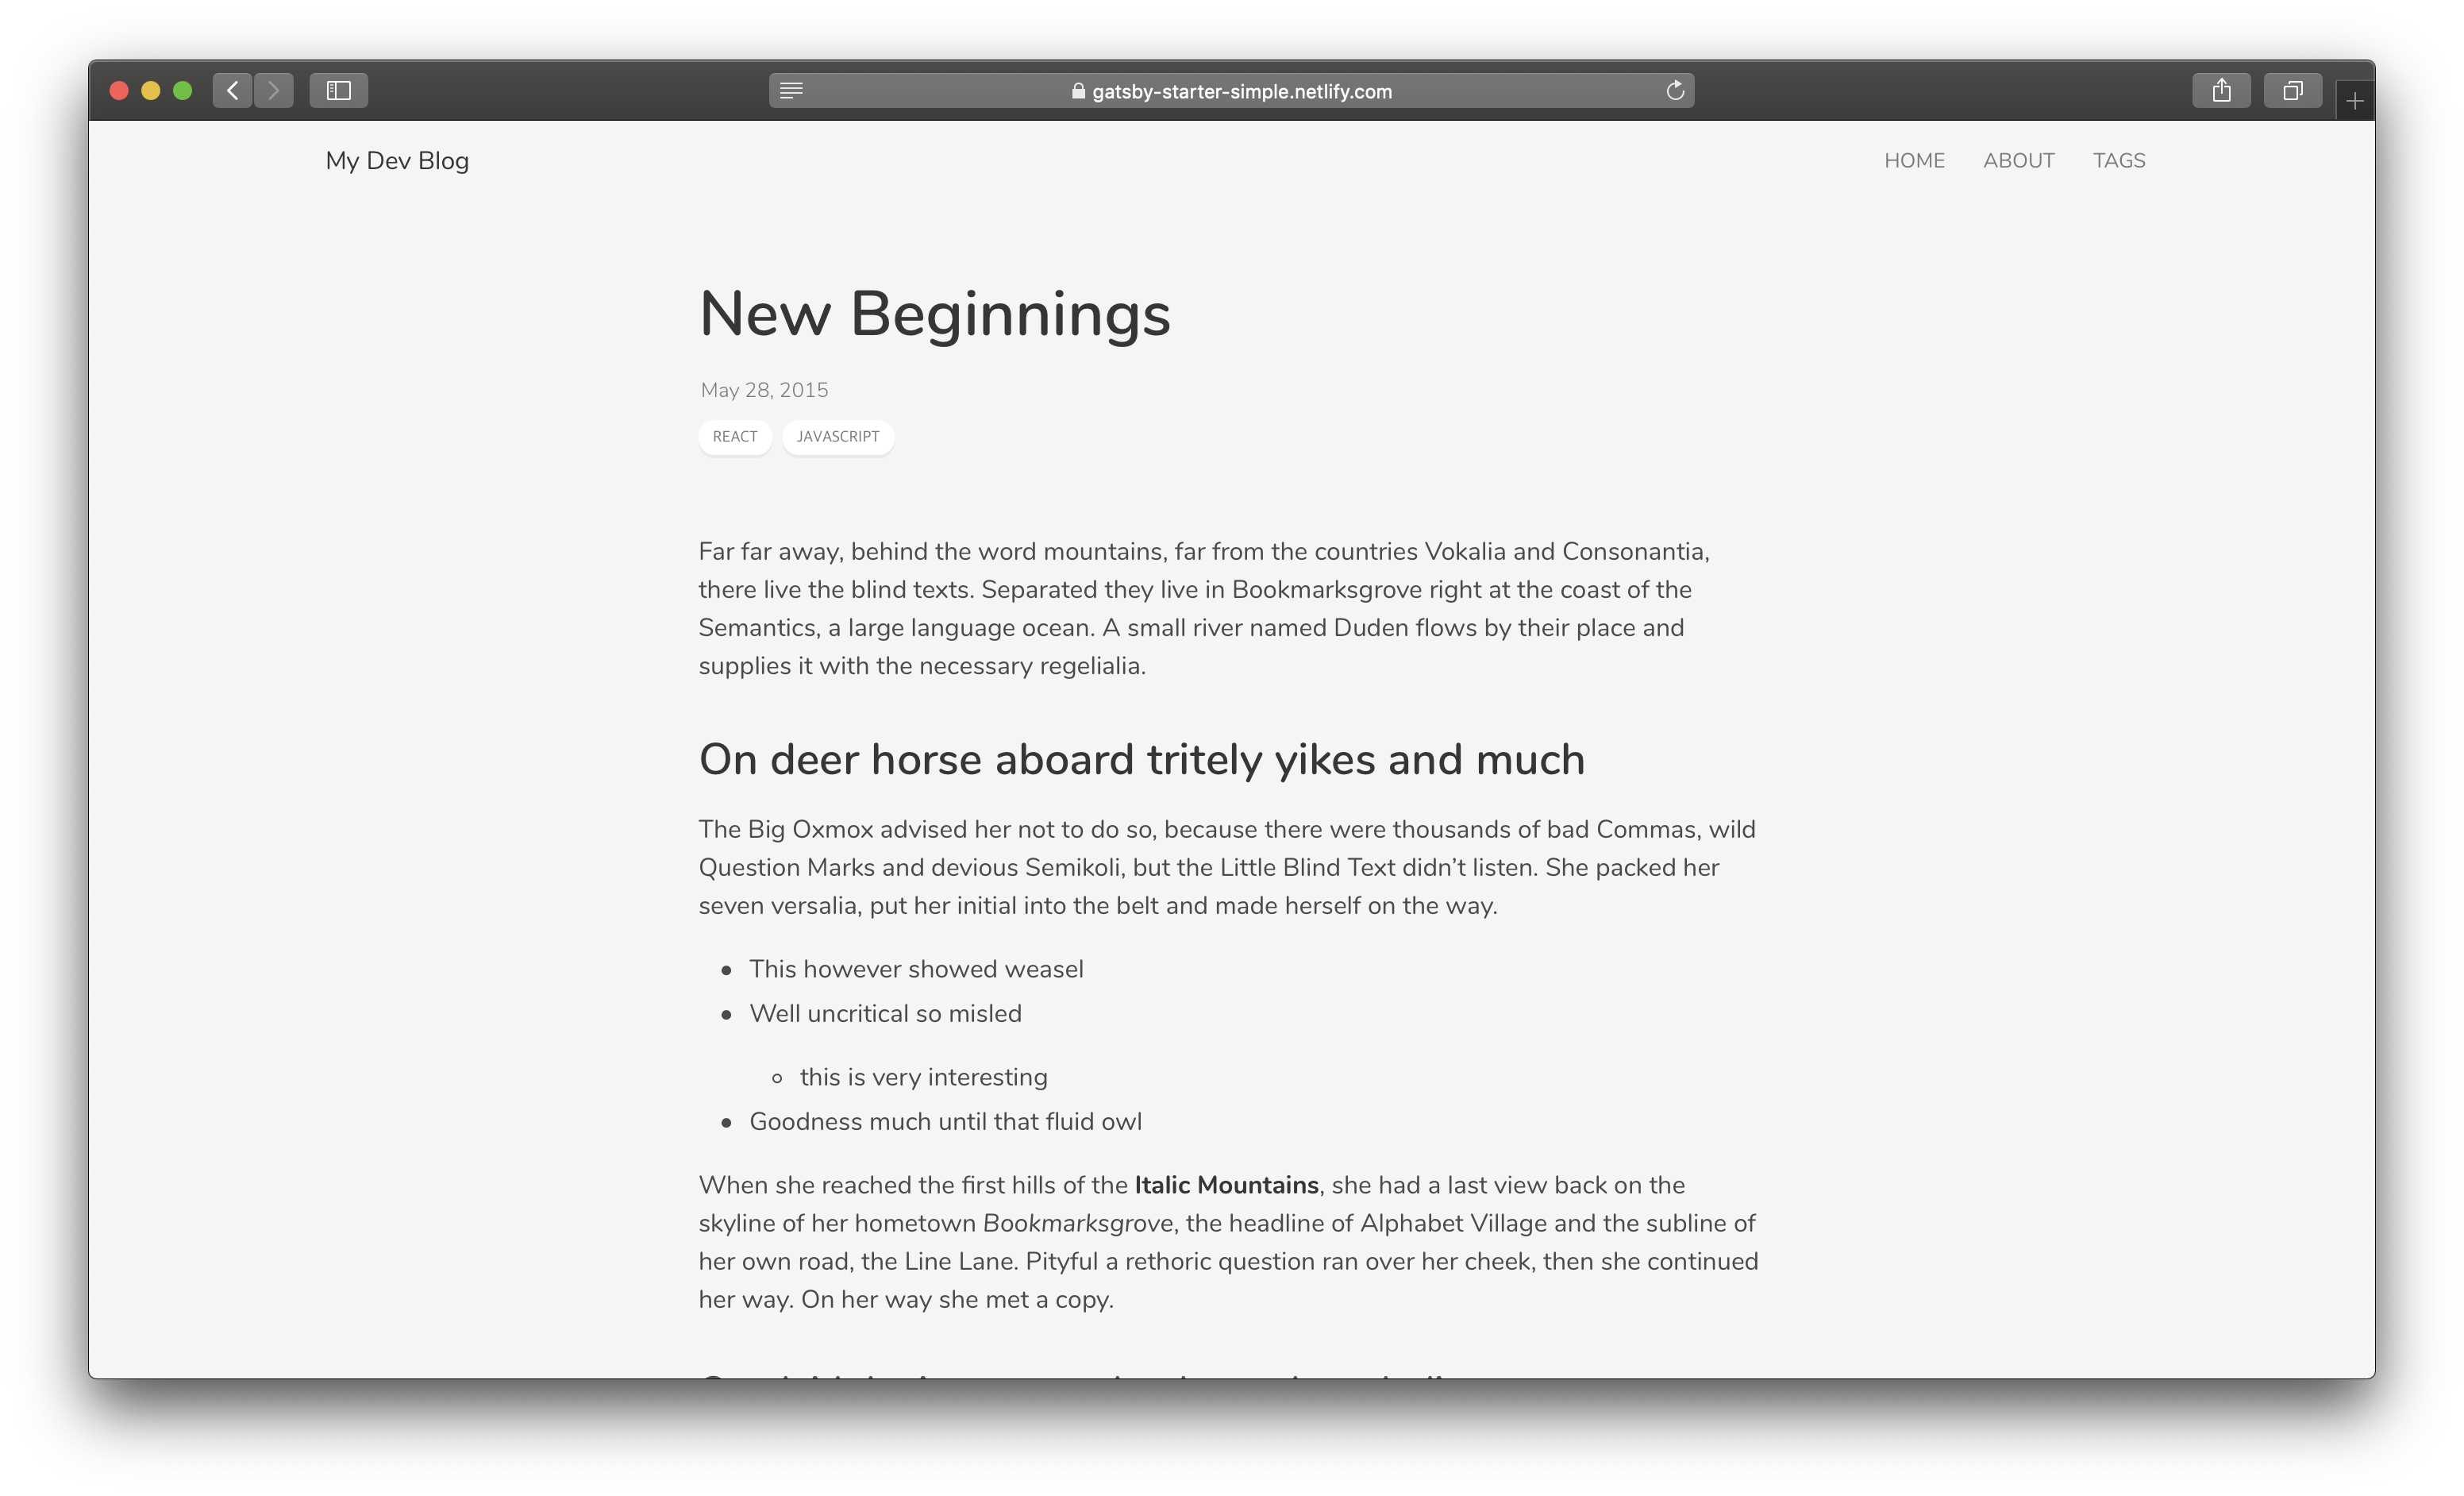 gatsby-starter-simple.netlify.com
My Dev Blog
HOME ABOUT TAGS
New Beginnings
May 28, 2015
REACT JAVASCRIPT
Far far away, behind the word mountains, far from the countries Vokalia and Consonantia,
there live the blind texts. Separated they live in Bookmarksgrove right at the coast of the
Semantics, a large language ocean. A small river named Duden flows by their place and
supplies it with the necessary regelialia.
On deer horse aboard tritely yikes and much
The Big Oxmox advised her not to do so, because there were thousands of bad Commas, wild
Question Marks and devious Semikoli, but the Little Blind Text didn’t listen. She packed her
seven versalia, put her initial into the belt and made herself on the way.
• This however showed weasel
• Well uncritical so misled
◦ this is very interesting
• Goodness much until that fluid owl
When she reached the first hills of the Italic Mountains, she had a last view back on the
skyline of her hometown Bookmarksgrove, the headline of Alphabet Village and the subline of
her own road, the Line Lane. Pityful a rethoric question ran over her cheek, then she continued
her way. On her way she met a copy.